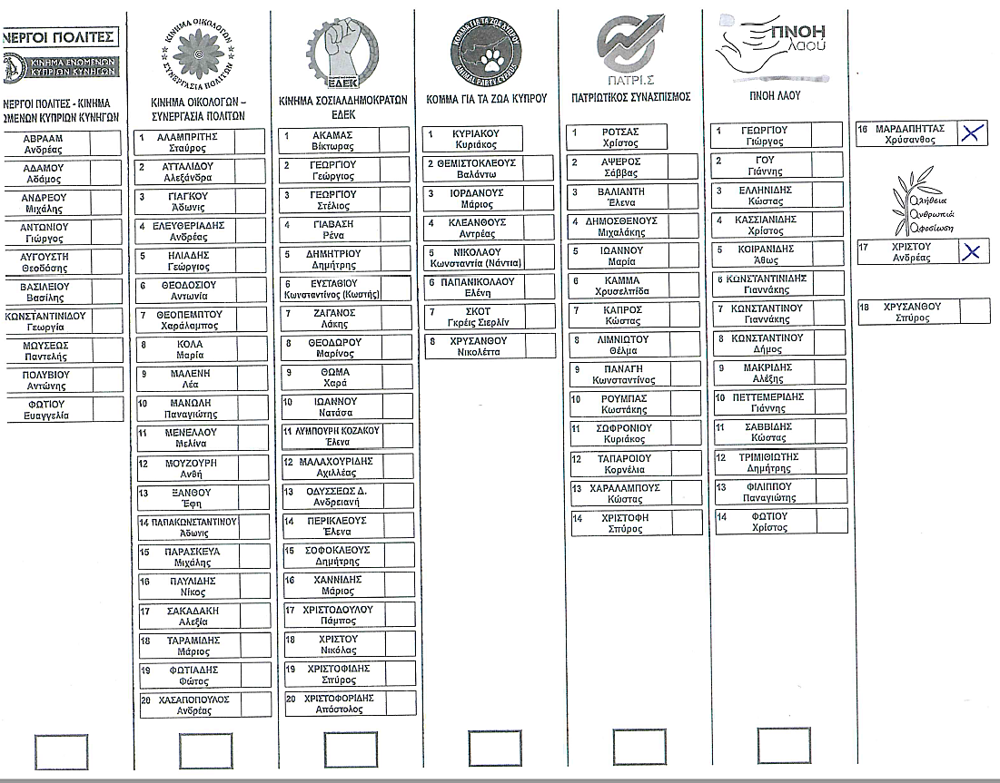 ΝΕΡΓΟΙ ΠΟΛΙΤΕΣ
ΚΙΝΗΜΑ ΕΝΩΜΕΝΩΝ
ΚΥΠΡΙΩΝ ΚΥΝΗΓΩΝ
ΝΕΡΓΟΙ ΠΟΛΙΤΕΣ - ΚΙΝΗΜΑ
ΩΜΕΝΩΝ ΚΥΠΡΙΩΝ ΚΥΝΗΓΩΝ
ΑΒΡΑΑΜ
Ανδρέας
ΑΔΑΜΟΥ
Αδάμος
ΑΝΔΡΕΟΥ
Μιχάλης
ΑΝΤΩΝΙΟΥ
Γιώργος
ΑΥΓΟΥΣΤΗ
Θεοδόσης
ΒΑΣΙΛΕΙΟΥ
Βασίλης
ΚΩΝΣΤΑΝΤΙΝΙΔΟΥ
Γεωργία
ΜΩΥΣΕΩΣ
Παντελής
ΠΟΛΥΒΙΟΥ
Αντώνης
ΦΩΤΙΟΥ
Ευαγγελία
ΚΙΝΗΜΑ ΟΙΚΟΛΟΓΩΝ
ΣΥΝΕΡΓΑΣΙΑ ΠΟΛΙΤΩΝ
ΚΙΝΗΜΑ ΟΙΚΟΛΟΓΩΝ –
ΣΥΝΕΡΓΑΣΙΑ ΠΟΛΙΤΩΝ
1 ΑΛΑΜΠΡΙΤΗΣ
Σταύρος
2 ΑΤΤΑΛΙΔΟΥ
Αλεξάνδρα
3 ΓΙΑΓΚΟΥ
Άδωνις
4 ΕΛΕΥΘΕΡΙΑΔΗΣ
Ανδρέας
5 ΗΛΙΑΔΗΣ
Γεώργιος
6 ΘΕΟΔΟΣΙΟΥ
Αντωνία
7 ΘΕΟΠΕΜΠΤΟΥ
Χαράλαμπος
8 ΚΟΛΑ
Μαρία
9 ΜΑΛΕΝΗ
Λέα
10 ΜΑΝΩΛΗ
Παναγιώτης
11 ΜΕΝΕΛΑΟΥ
Μελίνα
12 ΜΟΥΖΟΥΡΗ
Ανθή
13 ΞΑΝΘΟΥ
Έφη
14 ΠΑΠΑΚΩΝΣΤΑΝΤΙΝΟΥ
Άδωνις
15 ΠΑΡΑΣΚΕΥΑ
Μιχάλης
16 ΠΑΥΛΙΔΗΣ
Νίκος
17 ΣΑΚΑΔΑΚΗ
Αλεξία
18 ΤΑΡΑΜΙΔΗΣ
Μάριος
19 ΦΩΤΙΑΔΗΣ
Φώτος
20 ΧΑΣΑΠΟΠΟΥΛΟΣ
Ανδρέας
ΕΔΕΚ
ΚΙΝΗΜΑ ΣΟΣΙΑΛΔΗΜΟΚΡΑΤΩΝ
ΕΔΕΚ
1 ΑΚΑΜΑΣ
Βίκτωρας
2 ΓΕΩΡΓΙΟΥ
Γεώργιος
3 ΓΕΩΡΓΙΟΥ
Στέλιος
4 ΓΙΑΒΑΣΗ
Ρένα
5 ΔΗΜΗΤΡΙΟΥ
Δημήτρης
6 ΕΥΣΤΑΘΙΟΥ
Κωνσταντίνος (Κωστής)
7 ΖΑΓΑΝΟΣ
Λάκης
8 ΘΕΟΔΩΡΟΥ
Μαρίνος
9 ΘΩΜΑ
Χαρά
10 ΙΩΑΝΝΟΥ
Νατάσα
11 ΛΥΜΠΟΥΡΗ ΚΟΖΑΚΟΥ
Έλενα
12 ΜΑΛΑΧΟΥΡΙΔΗΣ
Αχιλλέας
13 ΟΔΥΣΣΕΩΣ Δ.
Ανδρειανή
14 ΠΕΡΙΚΛΕΟΥΣ
Έλενα
15 ΣΟΦΟΚΛΕΟΥΣ
Δημήτρης
16 ΧΑΝΝΙΔΗΣ
Μάριος
17 ΧΡΙΣΤΟΔΟΥΛΟΥ
Πάμπος
18 ΧΡΙΣΤΟΥ
Νικόλας
19 ΧΡΙΣΤΟΦΙΔΗΣ
Σπύρος
20 ΧΡΙΣΤΟΦΟΡΙΔΗΣ
Απόστολος
ΚΟΜΜΑ ΓΙΑ ΤΑ ΖΩΑ ΚΥΠΡΟΥ
ANIMAL PARTY CYPRUS
ΚΟΜΜΑ ΓΙΑ ΤΑ ΖΩΑ ΚΥΠΡΟΥ
1 ΚΥΡΙΑΚΟΥ
Κυριάκος
2 ΘΕΜΙΣΤΟΚΛΕΟΥΣ
Βαλάντω
3 ΙΟΡΔΑΝΟΥΣ
Μάριος
4 ΚΛΕΑΝΘΟΥΣ
Αντρέας
5 ΝΙΚΟΛΑΟΥ
Κωνσταντία (Νάντια)
6 ΠΑΠΑΝΙΚΟΛΑΟΥ
Ελένη
7 ΣΚΟΤ
Γκρέις Σιερλίν
8 ΧΡΥΣΑΝΘΟΥ
Νικολέττα
ΠΑΤΡΙ.Σ
ΠΑΤΡΙΩΤΙΚΟΣ ΣΥΝΑΣΠΙΣΜΟΣ
1 ΡΟΤΣΑΣ
Χρίστος
2 ΑΨΕΡΟΣ
Σάββας
3 ΒΑΛΙΑΝΤΗ
Έλενα
4 ΔΗΜΟΣΘΕΝΟΥΣ
Μιχαλάκης
5 ΙΩΑΝΝΟΥ
Μαρία
6 ΚΑΜΜΑ
Χρυσελπίδα
7 ΚΑΠΡΟΣ
Κώστας
8 ΛΙΜΝΙΩΤΟΥ
Θέλμα
9 ΠΑΝΑΓΗ
Κωνσταντίνος
10 ΡΟΥΜΠΑΣ
Κωστάκης
11 ΣΩΦΡΟΝΙΟΥ
Κυριάκος
12 ΤΑΠΑΡΟΙΟΥ
Κορνέλια
13 ΧΑΡΑΛΑΜΠΟΥΣ
Κώστας
14 ΧΡΙΣΤΟΦΗ
Σπύρος
ΠΝΟΗ
λαού
ΠΝΟΗ ΛΑΟΥ
1 ΓΕΩΡΓΙΟΥ
Γιώργος
2 ΓΟΥ
Γιάννης
3 ΕΛΛΗΝΙΔΗΣ
Κώστας
4 ΚΑΣΣΙΑΝΙΔΗΣ
Χρίστος
5 ΚΟΙΡΑΝΙΔΗΣ
Άθως
6 ΚΩΝΣΤΑΝΤΙΝΙΔΗΣ
Γιαννάκης
7 ΚΩΝΣΤΑΝΤΙΝΟΥ
Γιαννάκης
8 ΚΩΝΣΤΑΝΤΙΝΟΥ
Δήμος
9 ΜΑΚΡΙΔΗΣ
Αλέξης
10 ΠΕΤΤΕΜΕΡΙΔΗΣ
Γιάννης
11 ΣΑΒΒΙΔΗΣ
Κώστας
12 ΤΡΙΜΙΘΙΩΤΗΣ
Δημήτρης
13 ΦΙΛΙΠΠΟΥ
Παναγιώτης
14 ΦΩΤΙΟΥ
Χρίστος
16 ΜΑΡΔΑΠΗΤΤΑΣ
Χρύσανθος
Αλήθεια
Ανθρωπιά
Αφοσίωση
17 ΧΡΙΣΤΟΥ
Ανδρέας
18 ΧΡΥΣΑΝΘΟΥ
Σπύρος